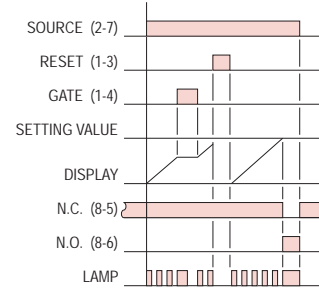 SOURCE (2-7)
RESET (1-3)
GATE (1-4)
SETTING VALUE
DISPLAY
N.C. (8-5)
N.O. (8-6)
LAMP